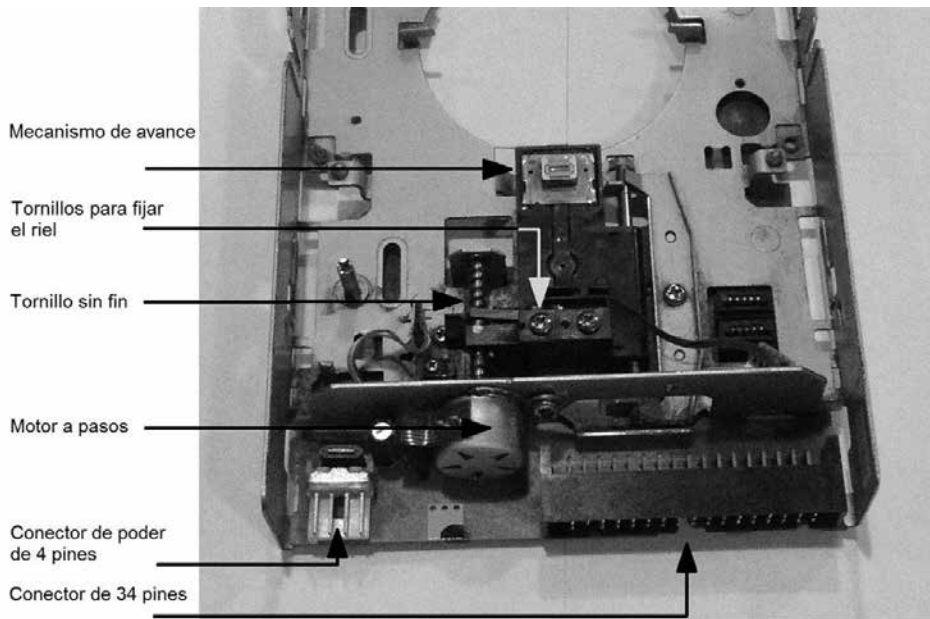 Mecanismo de avance
Tornillos para fijar
el riel
Tornillo sin fin
Motor a pasos
Conector de poder
de 4 pines
Conector de 34 pines